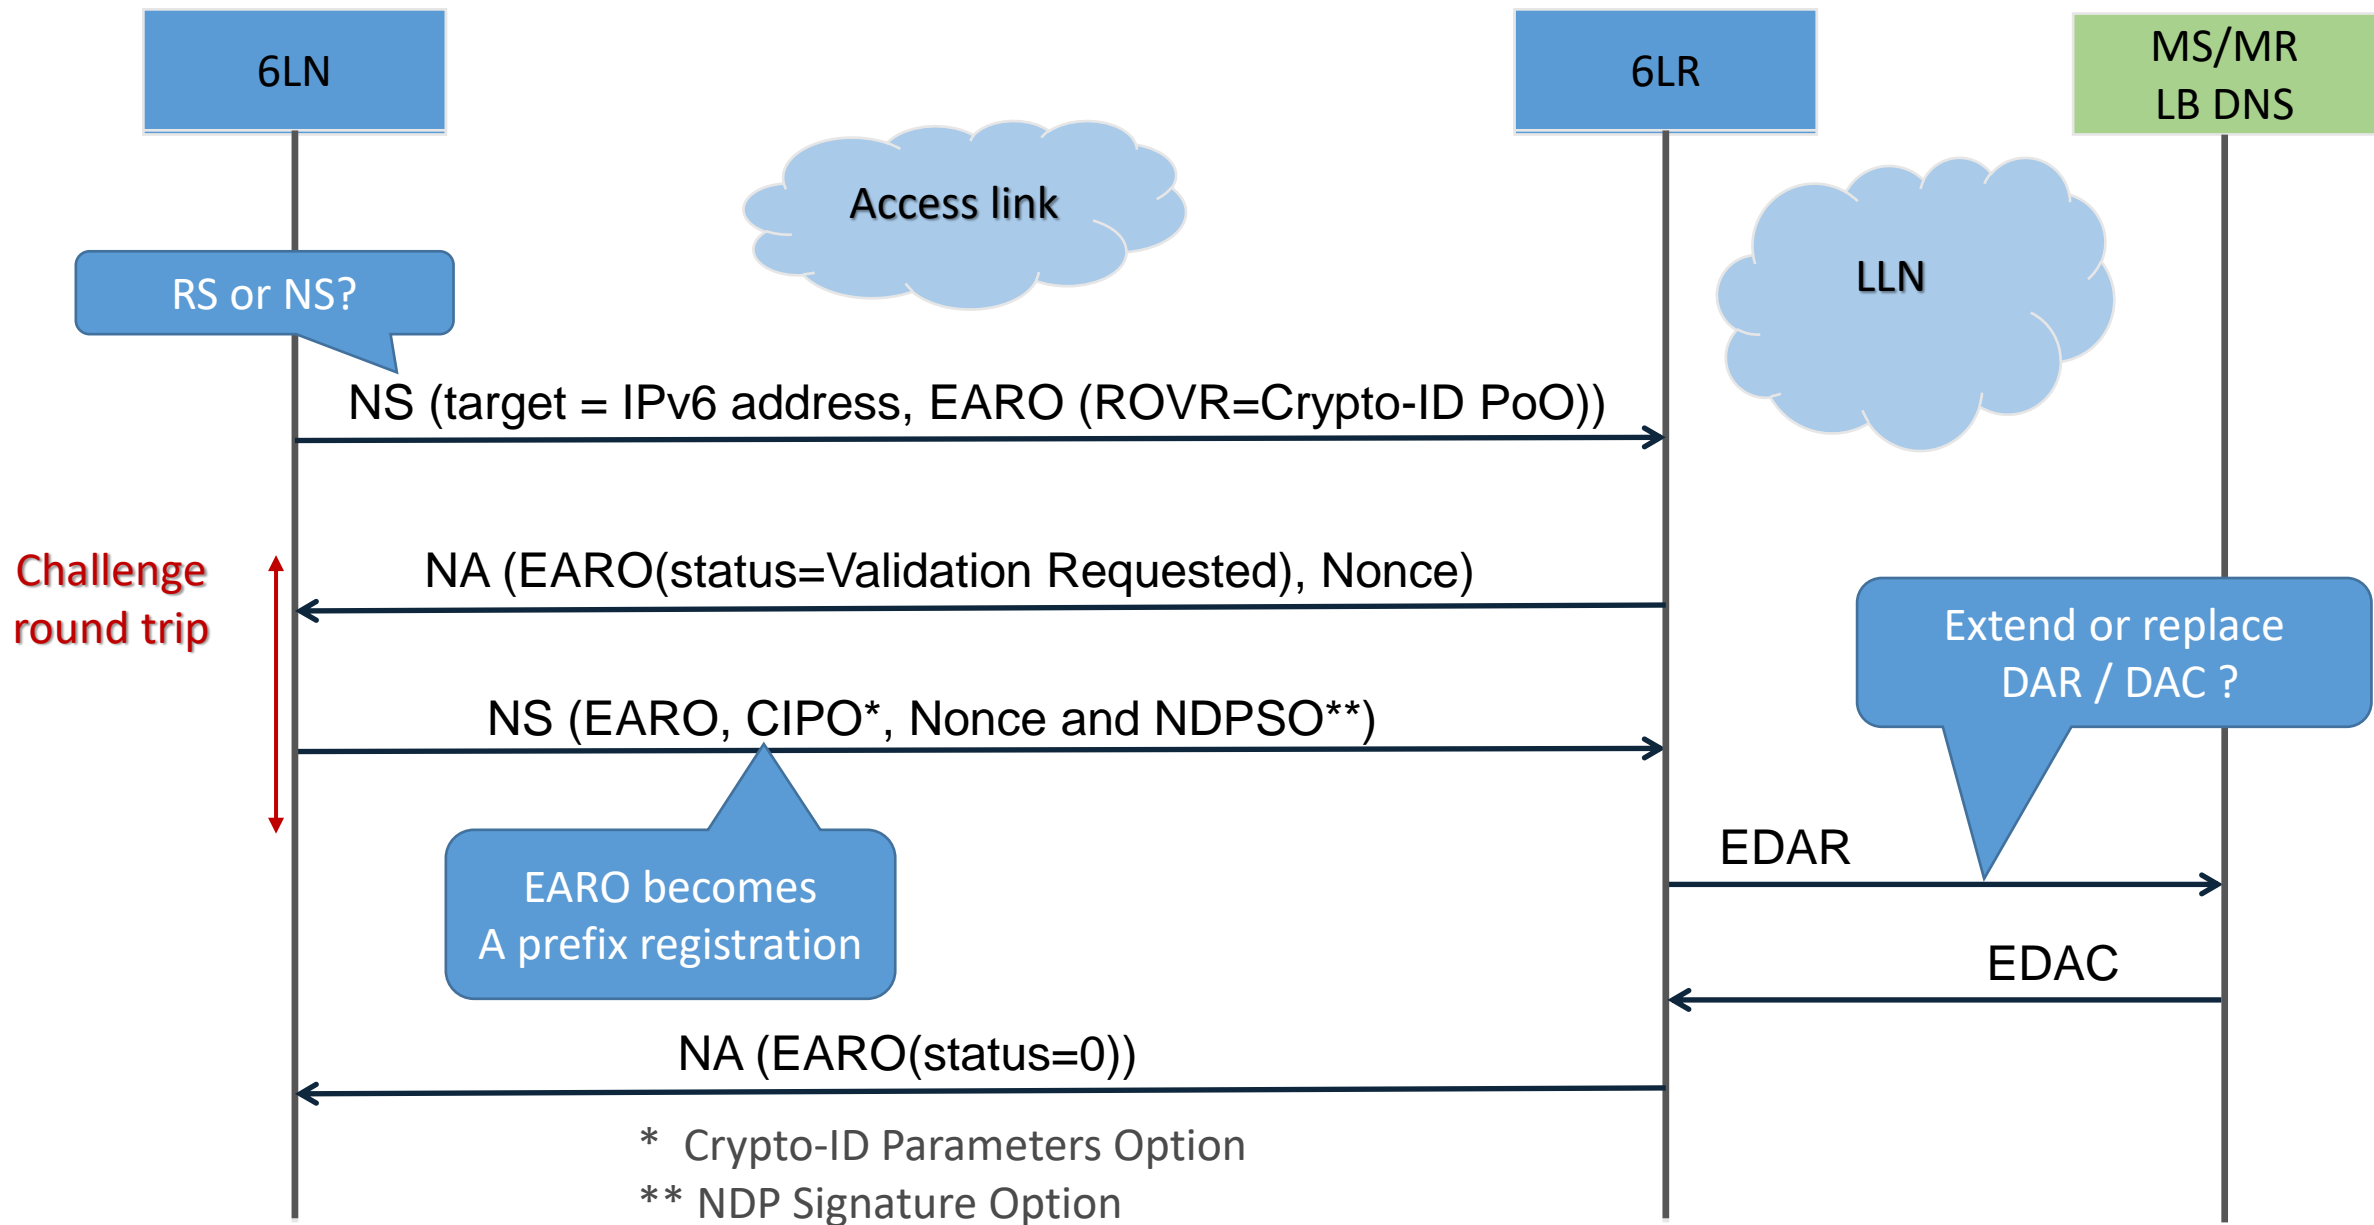 6LN
6LR
MS/MR
LB DNS
Access link
LLN
RS or NS?
NS (target = IPv6 address, EARO (ROVR=Crypto-ID PoO))
Challenge
round trip
NA (EARO(status=Validation Requested), Nonce)
Extend or replace
DAR / DAC ?
NS (EARO, CIPO*, Nonce and NDPSO**)
EDAR
EARO becomes
A prefix registration
EDAC
NA (EARO(status=0))
* Crypto-ID Parameters Option
** NDP Signature Option